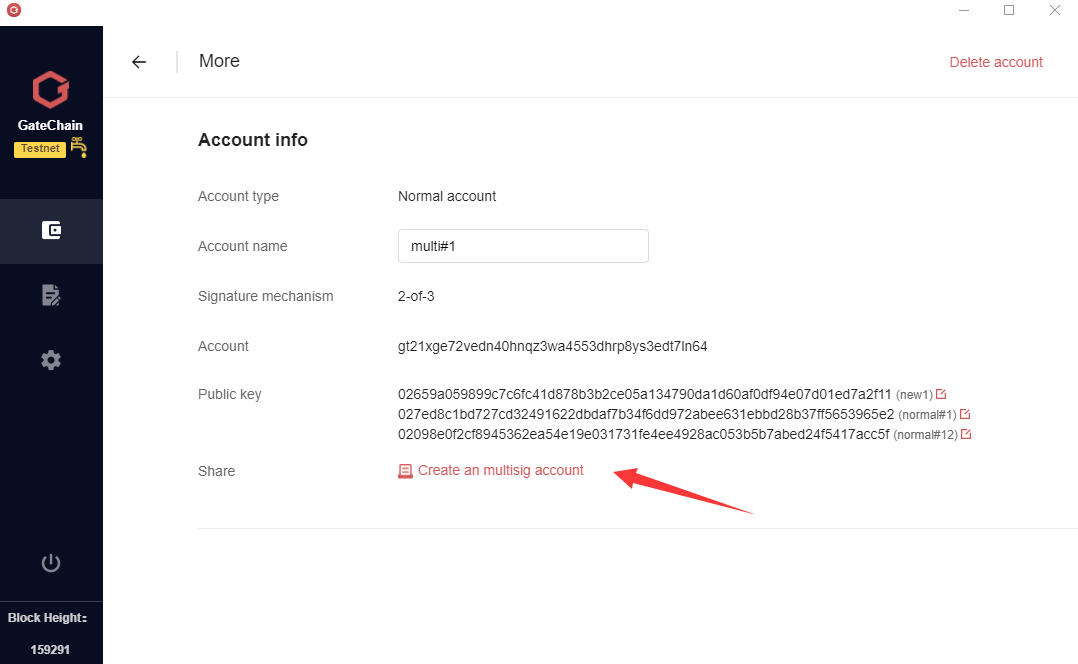 GateChain
Testnet
Block Height:
159291
More
Delete account
Account info
Account type Normal account
Account name multi#1
Signature mechanism 2-of-3
Account gt21xge72vedn40hnqz3wa4553dhrp8ys3edt7ln64
Public key 02659a059899c7c6fc41d878b3b2ce05a134790da1d60af0df94e07d01ed7a2f11 (new1)
027ed8c1bd727cd32491622dbdaf7b34f6dd972abee631ebbd28b37ff5653965e2 (normal#1)
02098e0f2cf8945362ea54e19e031731fe4ee4928ac053b5b7abed24f5417acc5f (normal#12)
Share Create an multisig account